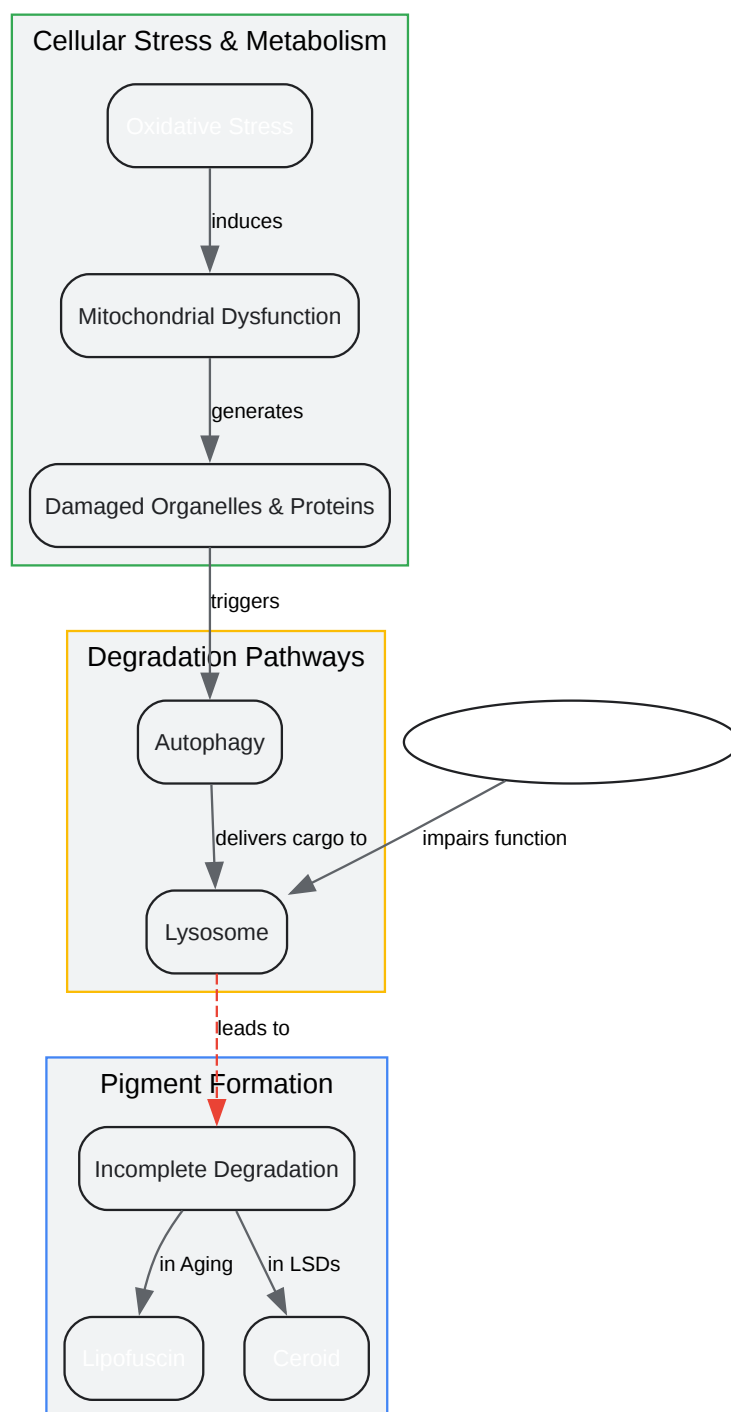 Cellular Stress & Metabolism
Oxidative Stress
induces
Mitochondrial Dysfunction
generates
Damaged Organelles & Proteins
triggers
Degradation Pathways
Autophagy
delivers cargo to
impairs function
Lysosome
leads to
Pigment Formation
Incomplete Degradation
in Aging
in LSDs
Lipofuscin
Ceroid